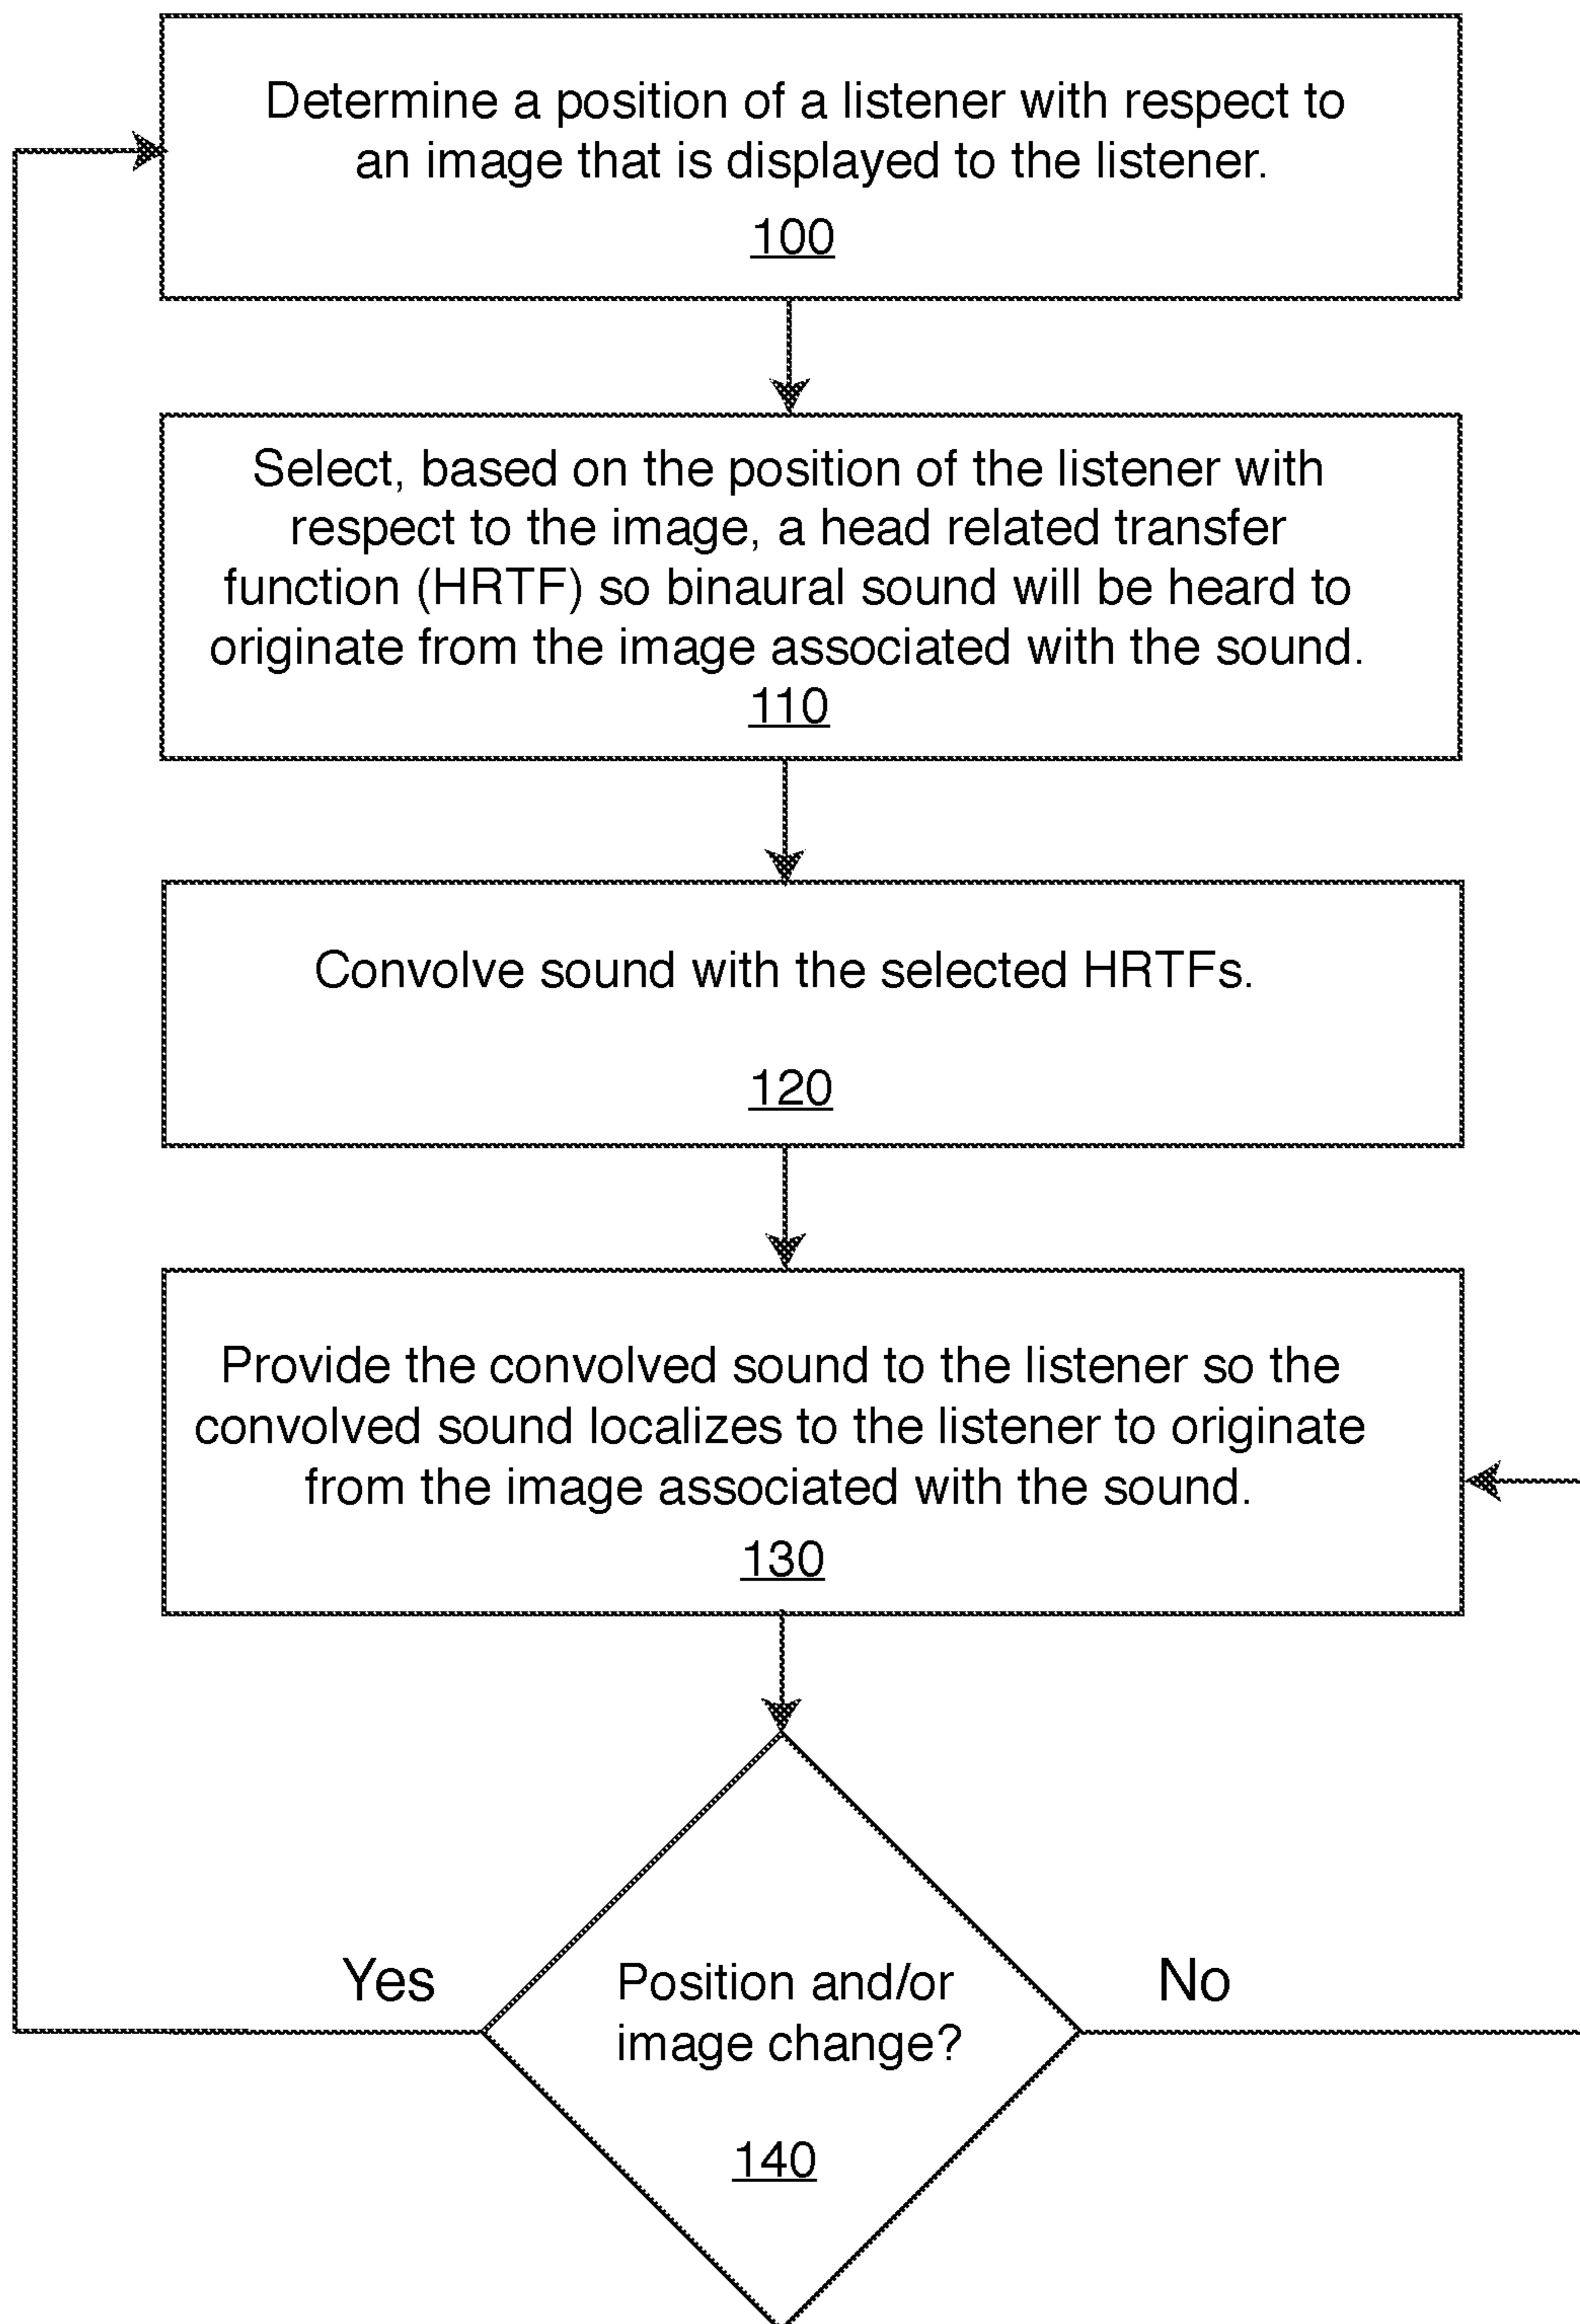 Determine a position of a listener with respect to
an image that is displayed to the listener.
100
Select, based on the position of the listener with
respect to the image, a head related transfer
function (HRTF) so binaural sound will be heard to
originate from the image associated with the sound.
110
Convolve sound with the selected HRTFs.
120
Provide the convolved sound to the listener so the
convolved sound localizes to the listener to originate
from the image associated with the sound.
130
Yes
No
Position and/or
image change?
140